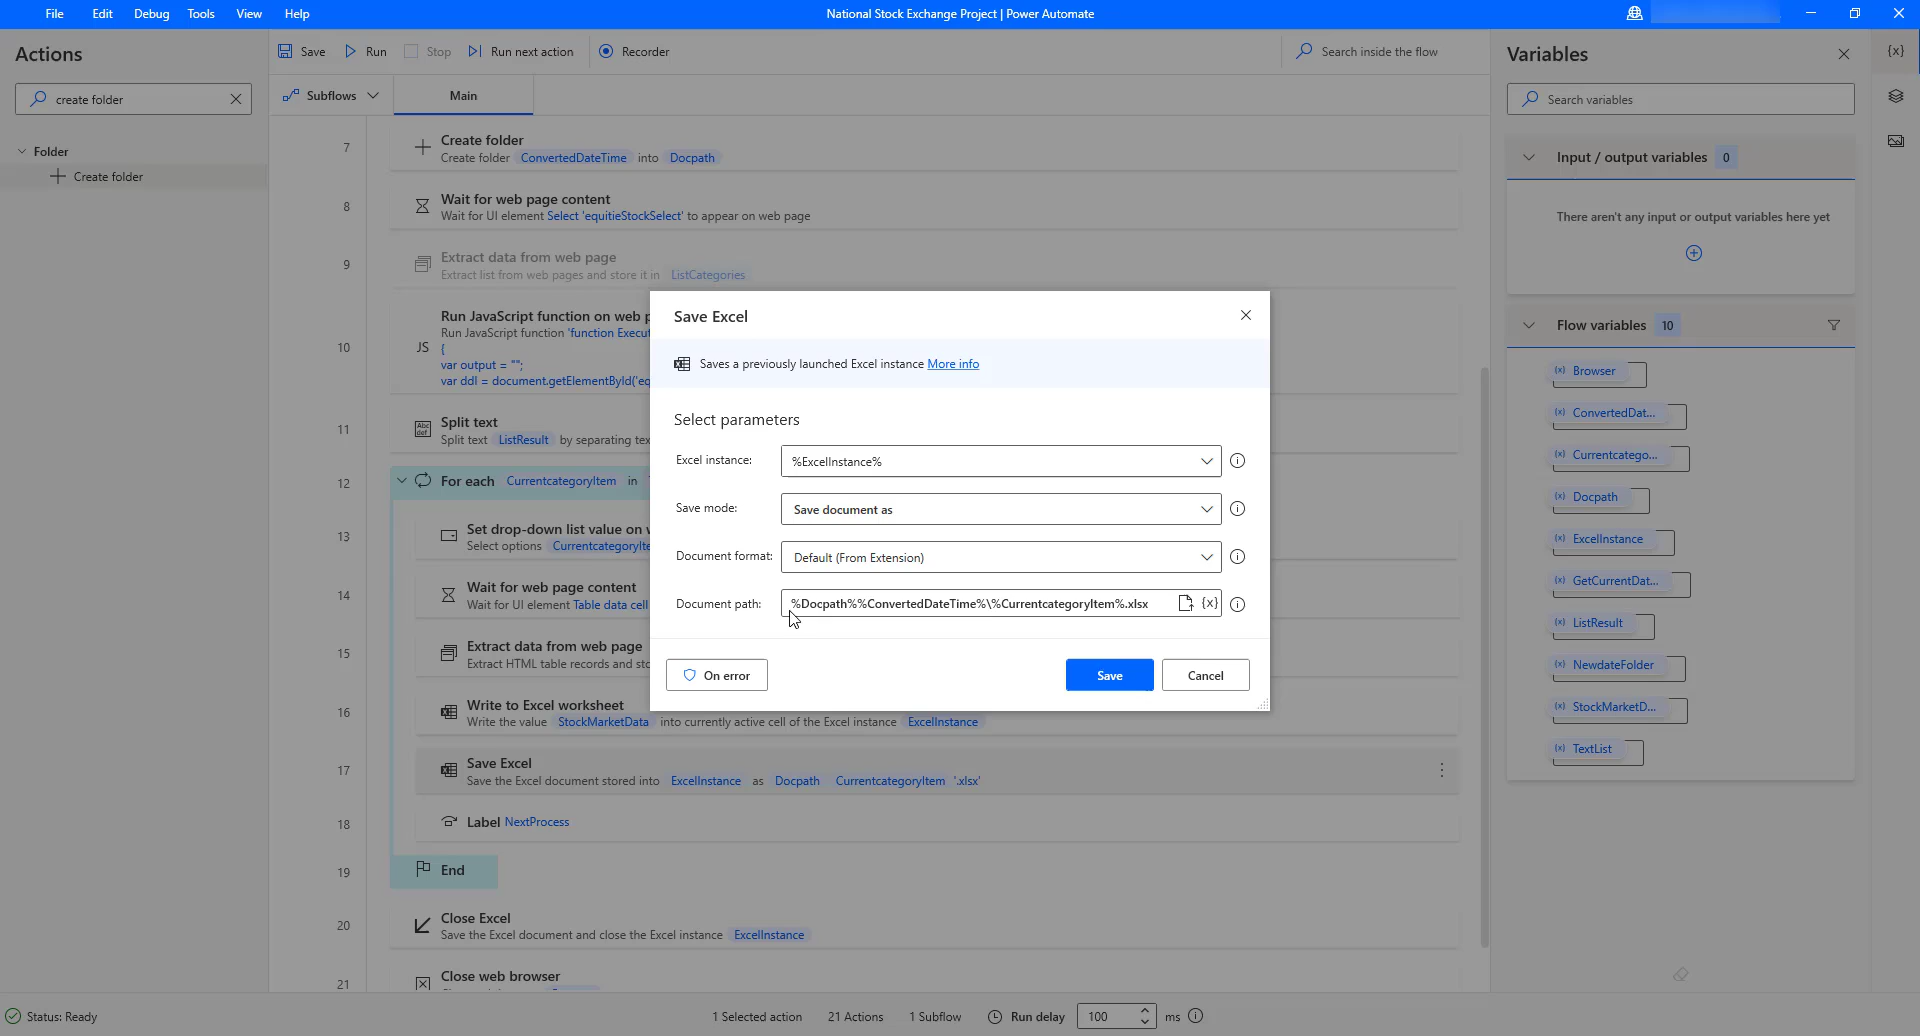 File Edit Debug Tools View Help
National Stock Exchange Project | Power Automate
Actions
create folder
Folder
Create folder
Save Run Stop Run next action Recorder
Search inside the flow
Subflows Main
7
Create folder
Create folder ConvertedDateTime into Docpath
8
Wait for web page content
Wait for UI element Select 'equitieStockSelect' to appear on web page
9
Extract data from web page
Extract list from web pages and store it in ListCategories
10
JS
Run JavaScript function on web p
Run JavaScript function 'function Execut
{
var output = "";
var ddl = document.getElementById('eq
11
Abc
def
Split text
Split text ListResult by separating tex
12
For each CurrentcategoryItem in
13
Set drop-down list value on w
Select options CurrentcategoryIte
14
Wait for web page content
Wait for UI element Table data cell
15
Extract data from web page
Extract HTML table records and sto
16
Write to Excel worksheet
Write the value StockMarketData into currently active cell of the Excel instance ExcelInstance
17
Save Excel
Save the Excel document stored into ExcelInstance as Docpath CurrentcategoryItem '.xlsx'
18
Label NextProcess
19
End
20
Close Excel
Save the Excel document and close the Excel instance ExcelInstance
21
Close web browser
Save Excel
Saves a previously launched Excel instance More info
Select parameters
Excel instance: %ExcelInstance%
Save mode: Save document as
Document format: Default (From Extension)
Document path: %Docpath%%ConvertedDateTime%\%CurrentcategoryItem%.xlsx {x}
On error Save Cancel
Variables
{x}
Search variables
Input / output variables 0
There aren't any input or output variables here yet
Flow variables 10
(x) Browser
(x) ConvertedDat...
(x) Currentcatego...
(x) Docpath
(x) ExcelInstance
(x) GetCurrentDat...
(x) ListResult
(x) NewdateFolder
(x) StockMarketD...
(x) TextList
Status: Ready
1 Selected action 21 Actions 1 Subflow Run delay 100 ms